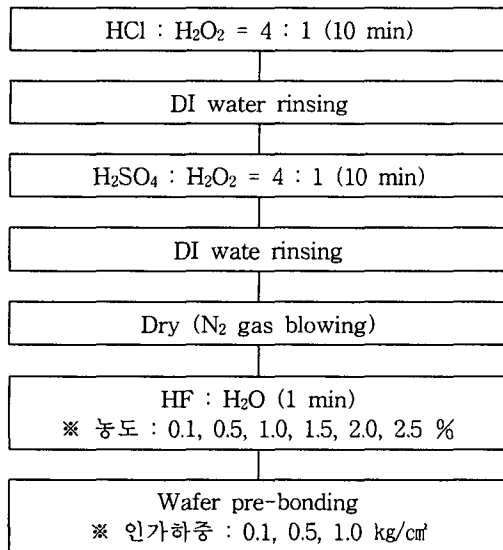 HCl : H₂O₂ = 4 : 1 (10 min)
DI water rinsing
H₂SO₄ : H₂O₂ = 4 : 1 (10 min)
DI wate rinsing
Dry (N₂ gas blowing)
HF : H₂O (1 min)
※ 농도 : 0.1, 0.5, 1.0, 1.5, 2.0, 2.5 %
Wafer pre-bonding
※ 인가하중 : 0.1, 0.5, 1.0 kg/㎠